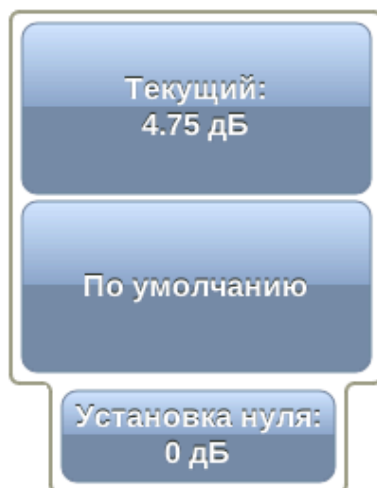 Текущий:
4.75 дБ
По умолчанию
Установка нуля:
0 дБ